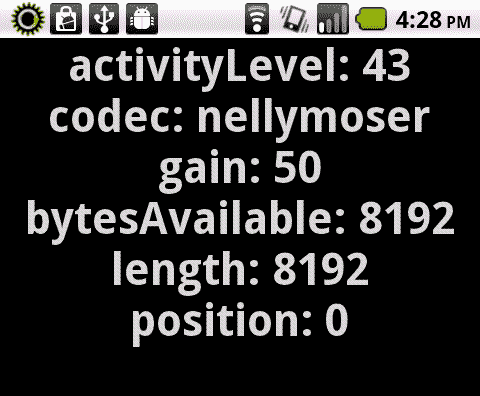 4:28 PM
activityLevel: 43
codec: nellymoser
gain: 50
bytesAvailable: 8192
length: 8192
position: 0